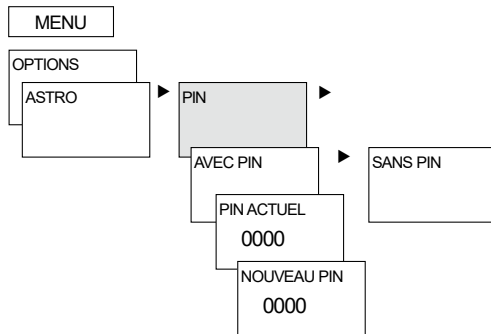 MENU
OPTIONS
ASTRO
PIN
AVEC PIN
SANS PIN
PIN ACTUEL
0000
NOUVEAU PIN
0000